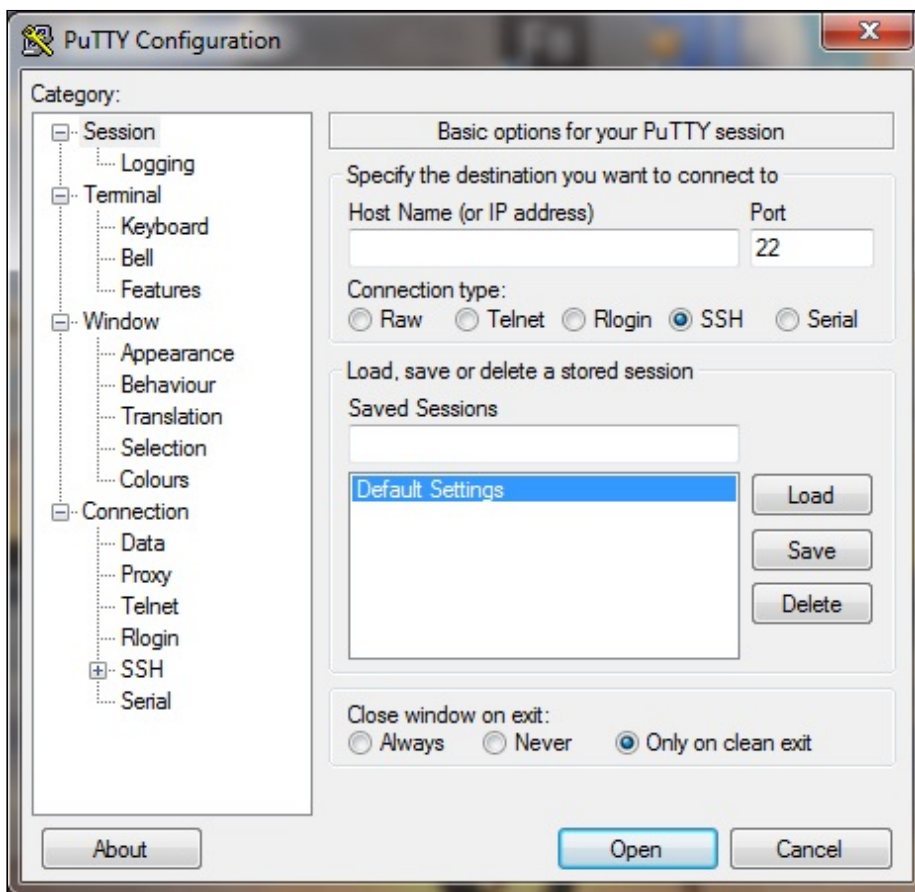 PuTTY Configuration
Category:
Session
Logging
Terminal
Keyboard
Bell
Features
Window
Appearance
Behaviour
Translation
Selection
Colours
Connection
Data
Proxy
Telnet
Rlogin
SSH
Serial
Basic options for your PuTTY session
Specify the destination you want to connect to
Host Name (or IP address) Port
22
Connection type:
Raw Telnet Rlogin SSH Serial
Load, save or delete a stored session
Saved Sessions
Default Settings
Load
Save
Delete
Close window on exit:
Always Never Only on clean exit
About Open Cancel